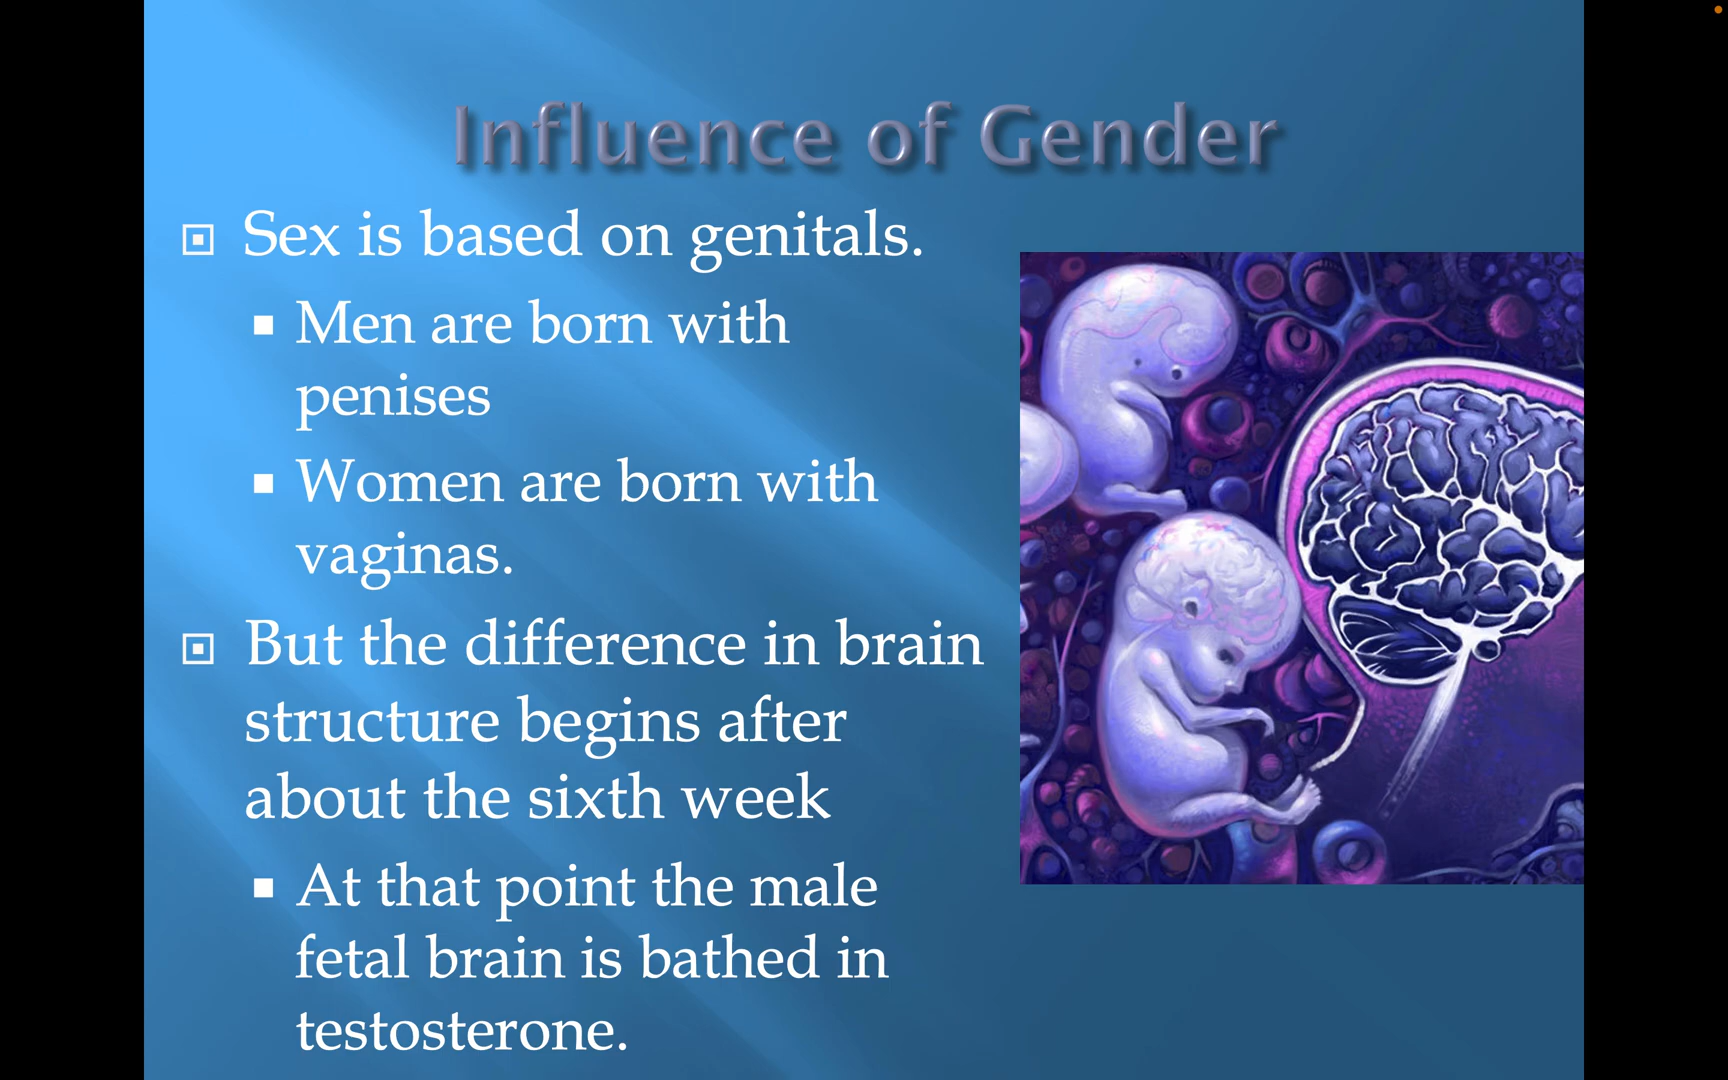 Influence of Gender
Sex is based on genitals.
Men are born with
penises
Women are born with
vaginas.
But the difference in brain
structure begins after
about the sixth week
At that point the male
fetal brain is bathed in
testosterone.